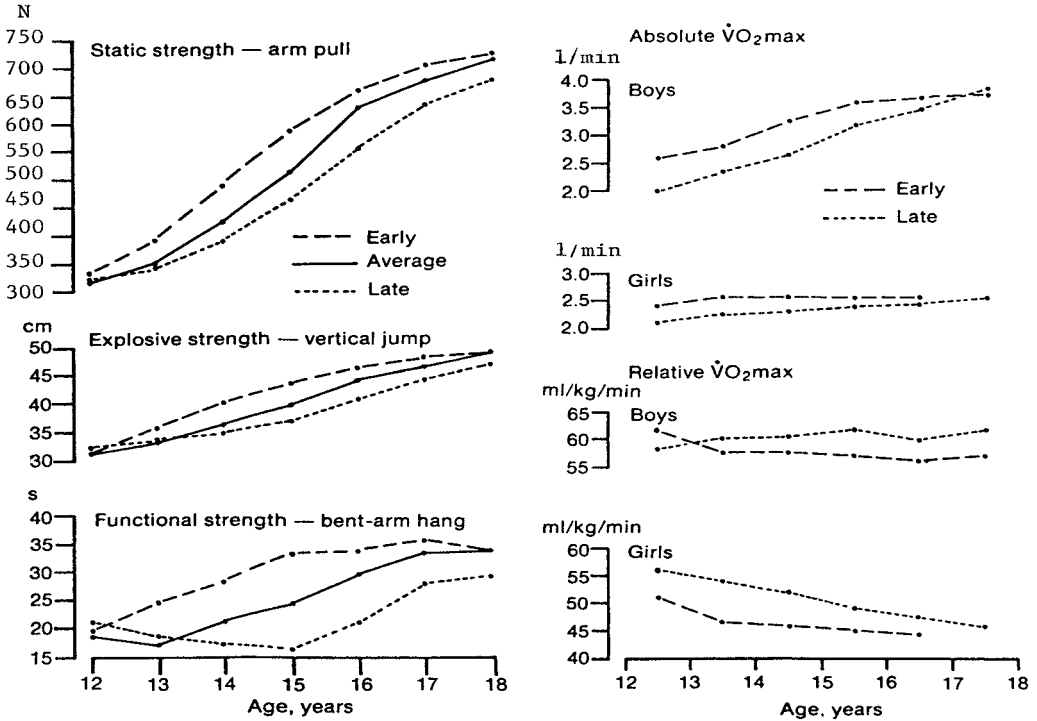 N
750
Static strength — arm pull
700
650
600
550
500
450
400
350
300
Early
Average
Late
cm
Explosive strength — vertical jump
50
45
40
35
30
s
Functional strength — bent-arm hang
40
35
30
25
20
15
12 13 14 15 16 17 18
Age, years
Absolute V̇O₂max
l/min
Boys
4.0
3.5
3.0
2.5
2.0
Early
Late
l/min
Girls
3.0
2.5
2.0
Relative V̇O₂max
ml/kg/min
Boys
65
60
55
ml/kg/min
Girls
60
55
50
45
40
12 13 14 15 16 17 18
Age, years